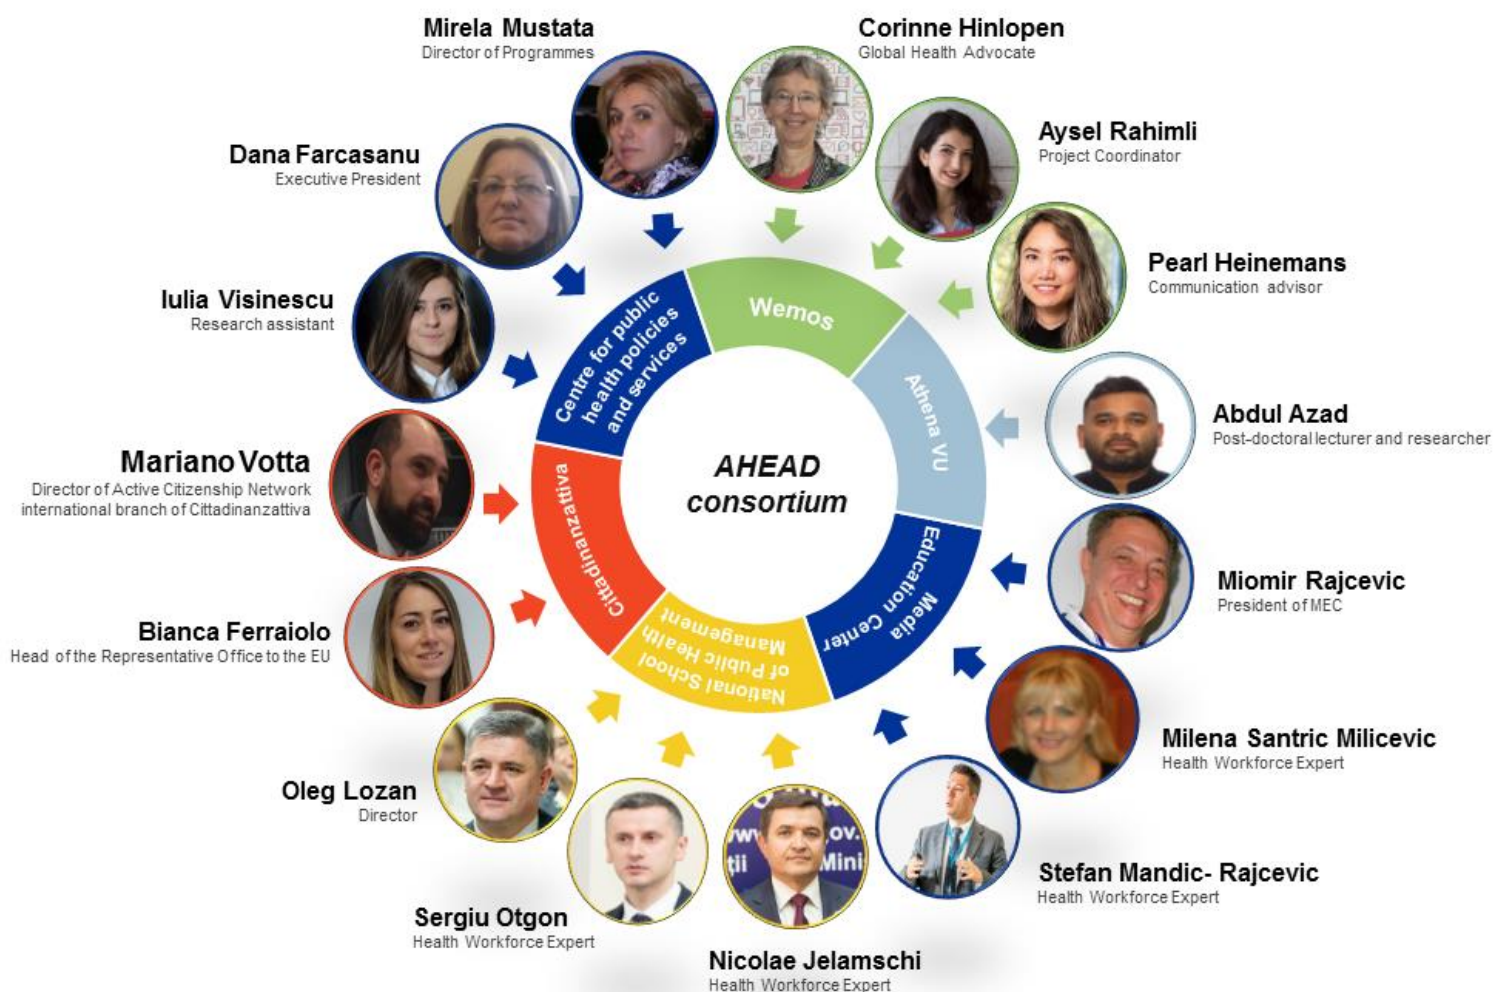 Mirela Mustata
Director of Programmes
Corinne Hinlopen
Global Health Advocate
Dana Farcasanu
Executive President
Aysel Rahimli
Project Coordinator
Iulia Visinescu
Research assistant
Pearl Heinemans
Communication advisor
Mariano Votta
Director of Active Citizenship Network
international branch of Cittadinanzattiva
Abdul Azad
Post-doctoral lecturer and researcher
Bianca Ferraiolo
Head of the Representative Office to the EU
Miomir Rajcevic
President of MEC
Oleg Lozan
Director
Milena Santric Milicevic
Health Workforce Expert
Sergiu Otgon
Health Workforce Expert
Stefan Mandic- Rajcevic
Health Workforce Expert
Nicolae Jelamschi
Health Workforce Expert
Centre for public
health policies
and services
Wemos
Athena VU
Media
Education Center
National School
of Public Health
Management
Cittadinanzattiva
AHEAD
consortium
ov.
ții
Mini